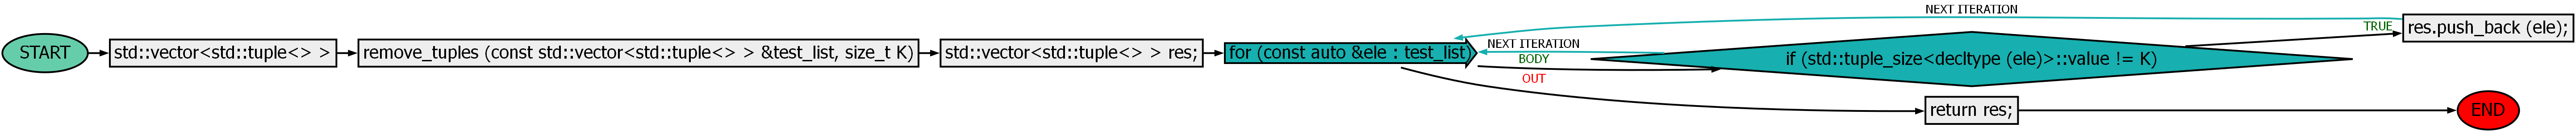 START
std::vector<std::tuple<> >
remove_tuples (const std::vector<std::tuple<> > &test_list, size_t K)
std::vector<std::tuple<> > res;
for (const auto &ele : test_list)
NEXT ITERATION
NEXT ITERATION
BODY
OUT
if (std::tuple_size<decltype (ele)>::value != K)
TRUE
res.push_back (ele);
return res;
END